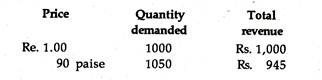 Price Quantity Total
demanded revenue
Re. 1.00 1000 Rs. 1,000
90 paise 1050 Rs. 945